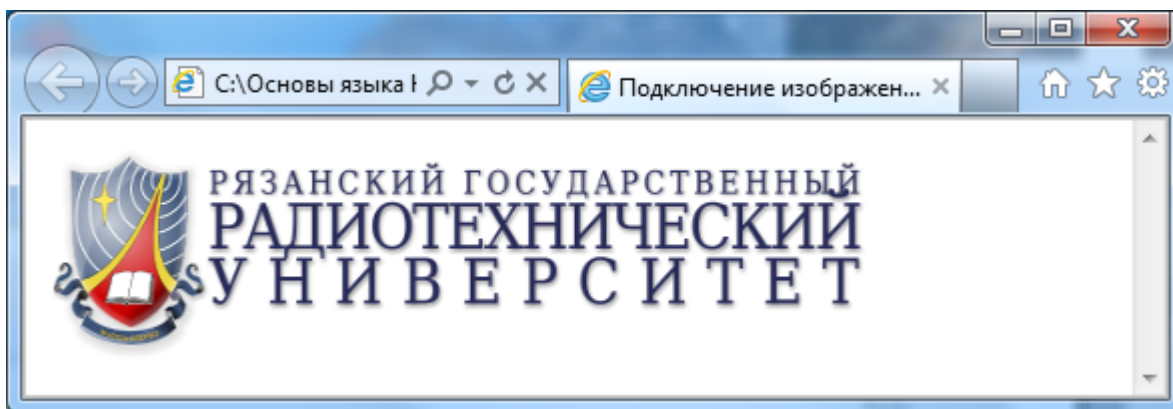 C:\Основы языка
Подключение изображен...
РЯЗАНСКИЙ ГОСУДАРСТВЕННЫЙ
РАДИОТЕХНИЧЕСКИЙ
УНИВЕРСИТЕТ